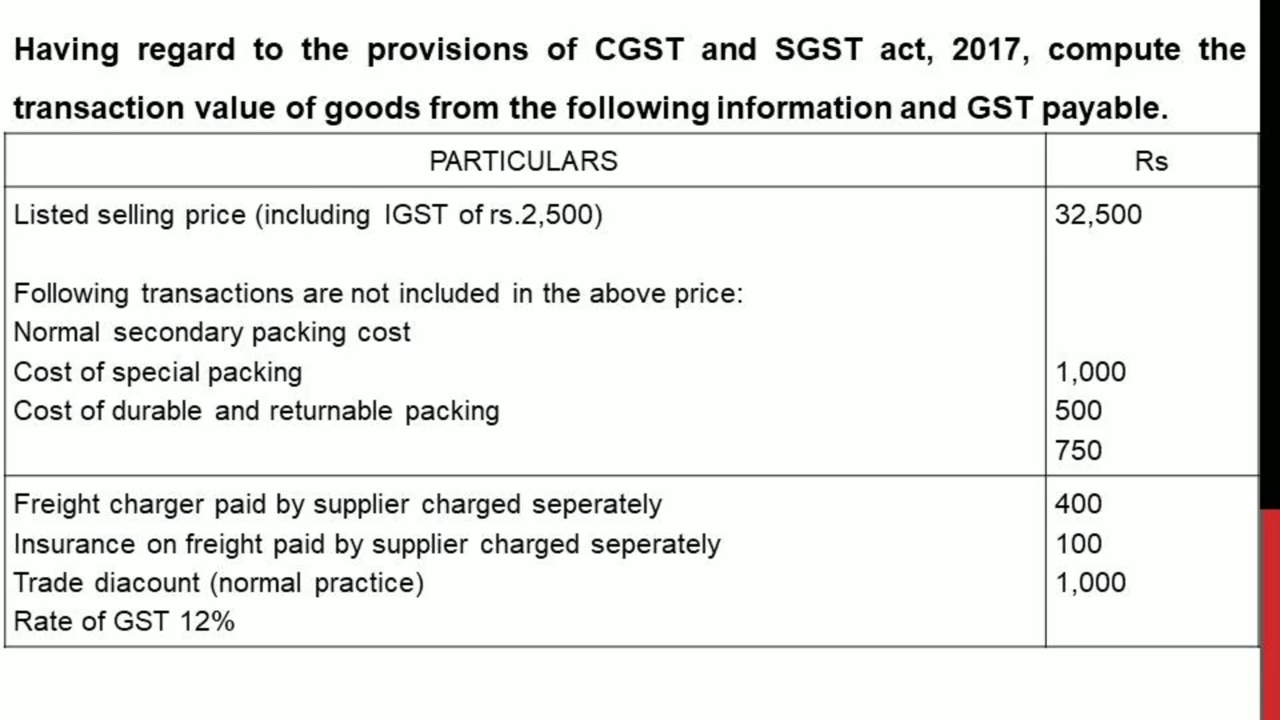 Having regard to the provisions of CGST and SGST act, 2017, compute the
transaction value of goods from the following information and GST payable.
PARTICULARS Rs
Listed selling price (including IGST of rs.2,500) 32,500
Following transactions are not included in the above price:
Normal secondary packing cost
Cost of special packing 1,000
Cost of durable and returnable packing 500
750
Freight charger paid by supplier charged seperately 400
Insurance on freight paid by supplier charged seperately 100
Trade diacount (normal practice) 1,000
Rate of GST 12%